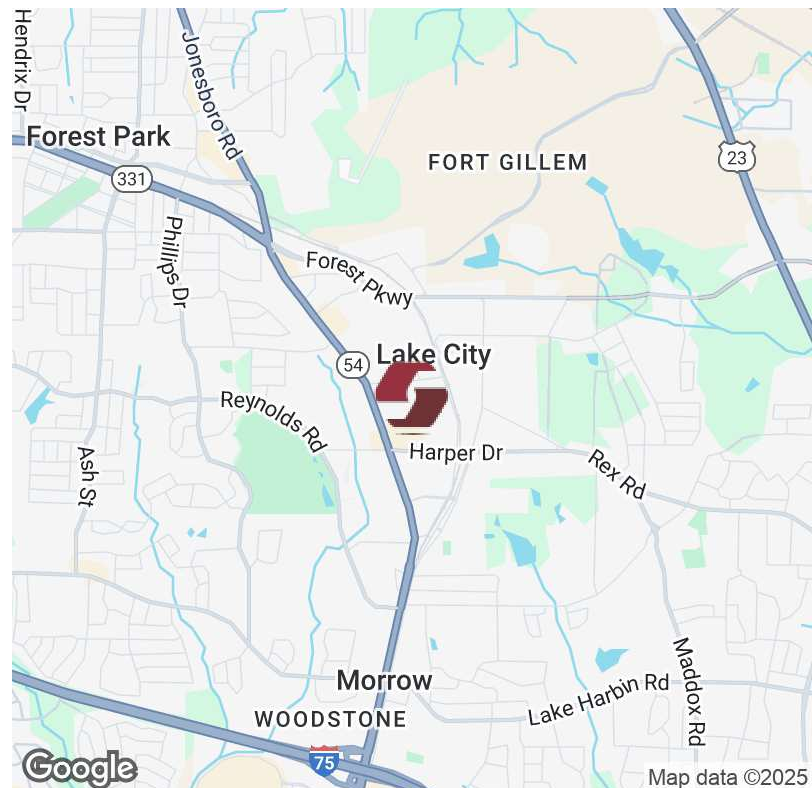 Hendrix Dr
Jonesboro Rd
Forest Park
FORT GILLEM
23
331
Phillips Dr
Forest Pkwy
Lake City
54
Reynolds Rd
Ash St
Harper Dr
Rex Rd
Morrow
Maddox Rd
Lake Harbin Rd
WOODSTONE
75
Google
Map data ©2025